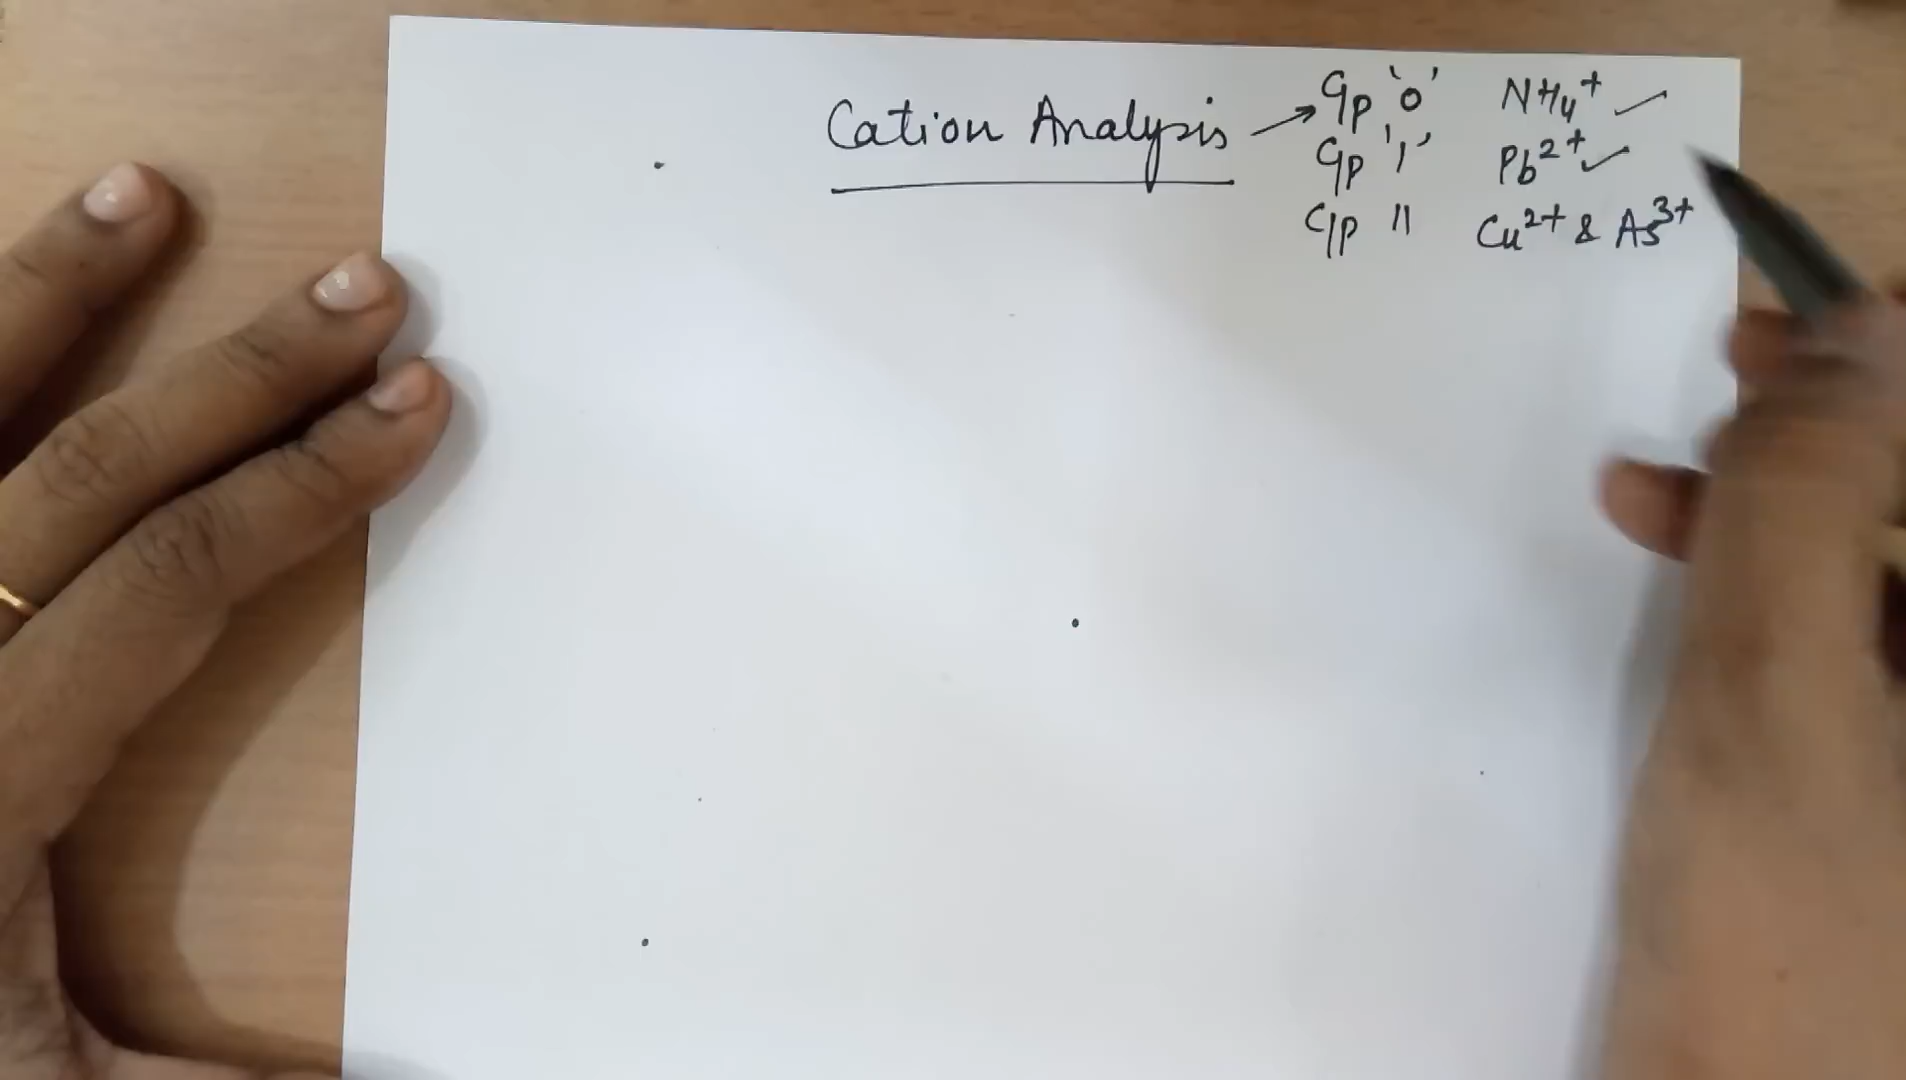 Cation Analysis → Gp '0' NH₄⁺ ✓
Gp '1' Pb²⁺ ✓
Gp II Cu²⁺ & As³⁺